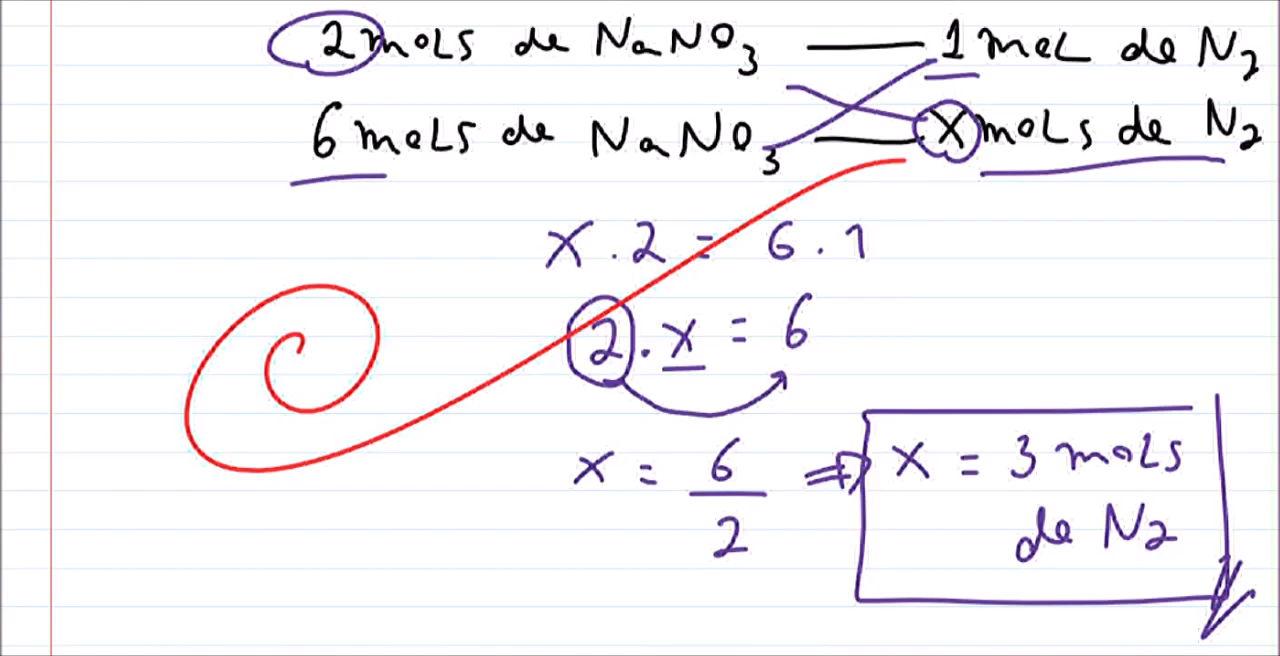 2 mols de NaNO₃ — 1 mol de N₂
6 mols de NaNO₃ — x mols de N₂
x . 2 = 6 . 1
2 . x = 6
x = 6/2 ⇒ x = 3 mols
de N₂